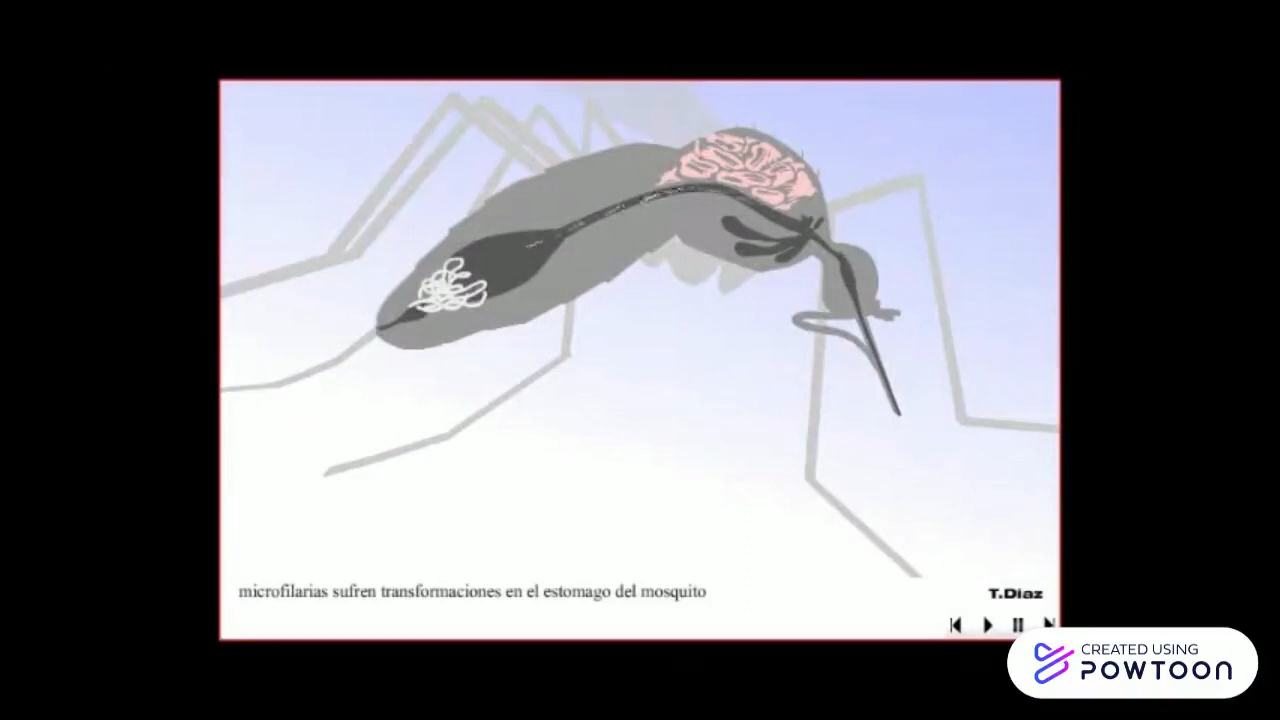 microfilarias sufren transformaciones en el estomago del mosquito
T.Diaz
CREATED USING
POWTOON